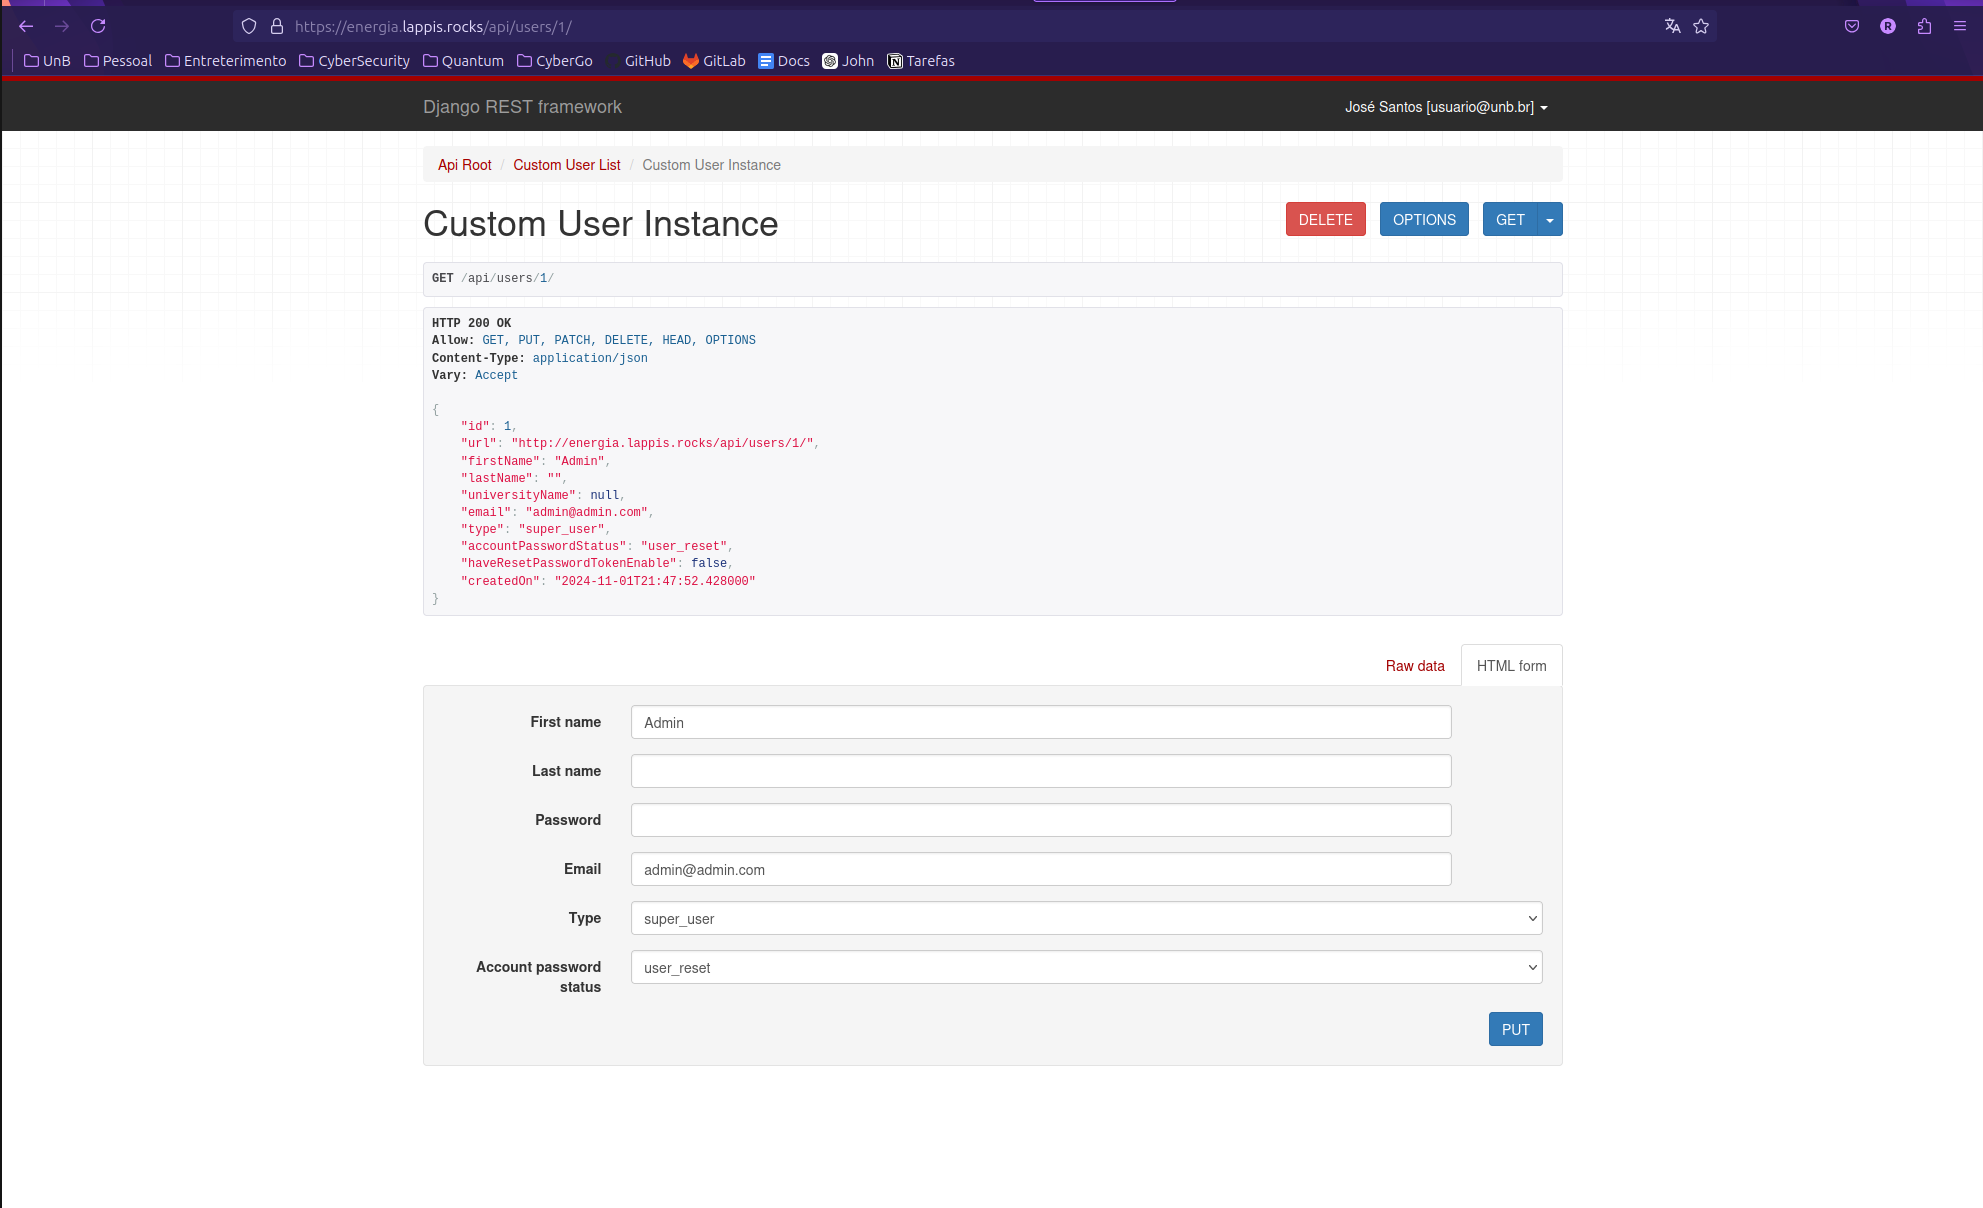 https://energia.lappis.rocks/api/users/1/
UnB Pessoal Entreterimento CyberSecurity Quantum CyberGo GitHub GitLab Docs John Tarefas
Django REST framework José Santos [usuario@unb.br]
Api Root / Custom User List / Custom User Instance
Custom User Instance DELETE OPTIONS GET
GET /api/users/1/
HTTP 200 OK
Allow: GET, PUT, PATCH, DELETE, HEAD, OPTIONS
Content-Type: application/json
Vary: Accept
{
"id": 1,
"url": "http://energia.lappis.rocks/api/users/1/",
"firstName": "Admin",
"lastName": "",
"universityName": null,
"email": "admin@admin.com",
"type": "super_user",
"accountPasswordStatus": "user_reset",
"haveResetPasswordTokenEnable": false,
"createdOn": "2024-11-01T21:47:52.428000"
}
Raw data HTML form
First name Admin
Last name
Password
Email admin@admin.com
Type super_user
Account password user_reset
status
PUT